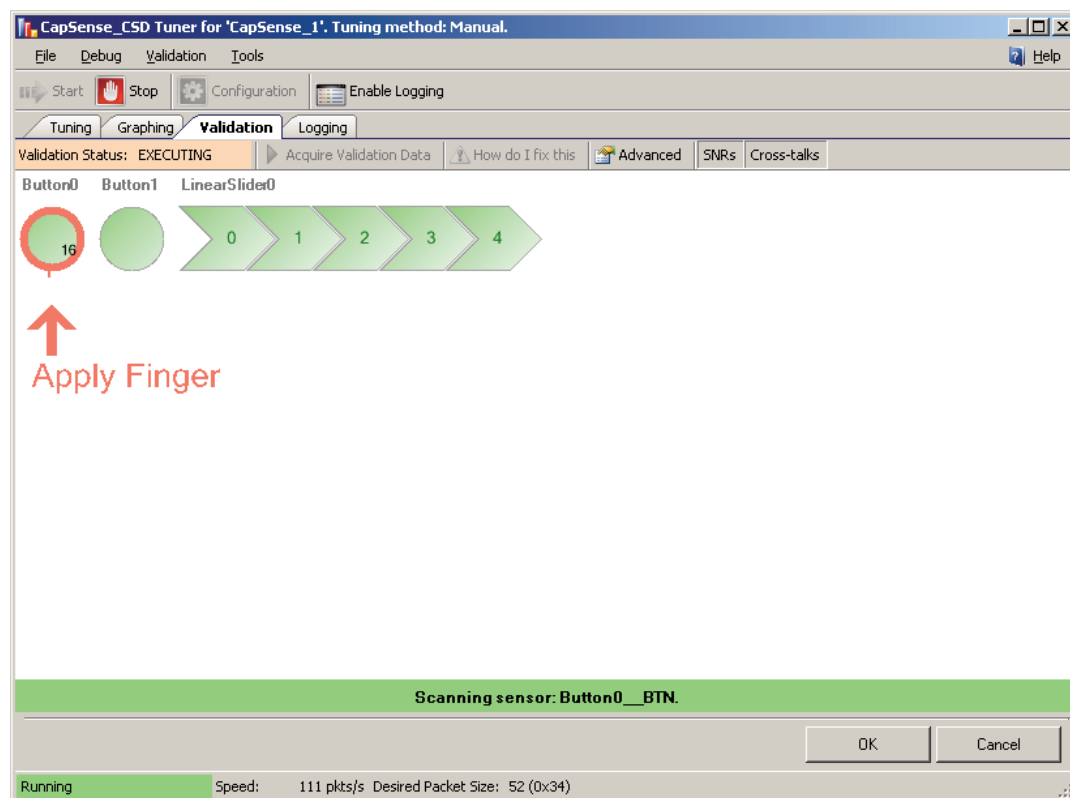 CapSense_CSD Tuner for 'CapSense_1'. Tuning method: Manual.
File Debug Validation Tools Help
Start Stop Configuration Enable Logging
Tuning Graphing Validation Logging
Validation Status: EXECUTING Acquire Validation Data How do I fix this Advanced SNRs Cross-talks
Button0 Button1 LinearSlider0
16 0 1 2 3 4
Apply Finger
Scanning sensor: Button0__BTN.
OK Cancel
Running Speed: 111 pkts/s Desired Packet Size: 52 (0x34)